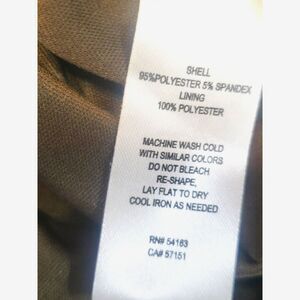 SHELL
95%POLYESTER 5% SPANDEX
LINING
100% POLYESTER
MACHINE WASH COLD
WITH SIMILAR COLORS
DO NOT BLEACH
RE-SHAPE,
LAY FLAT TO DRY
COOL IRON AS NEEDED
RN# 54163
CA# 57151